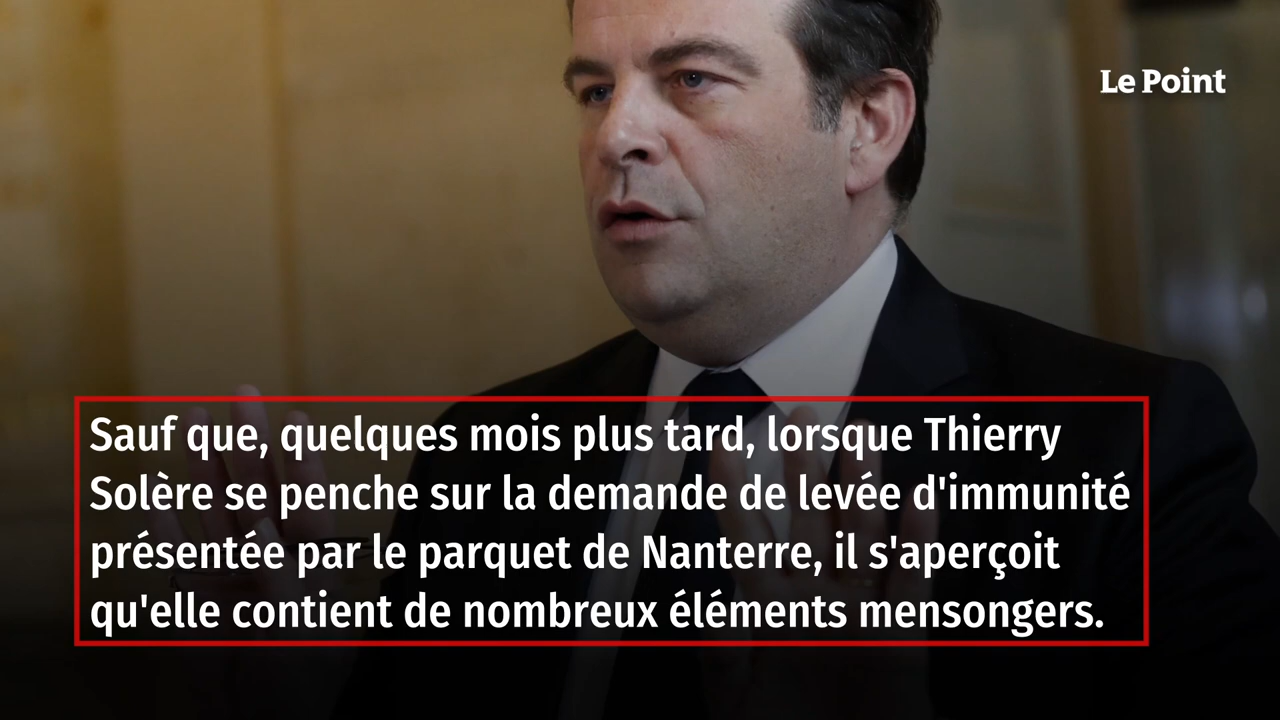 Le Point
Sauf que, quelques mois plus tard, lorsque Thierry
Solère se penche sur la demande de levée d'immunité
présentée par le parquet de Nanterre, il s'aperçoit
qu'elle contient de nombreux éléments mensongers.